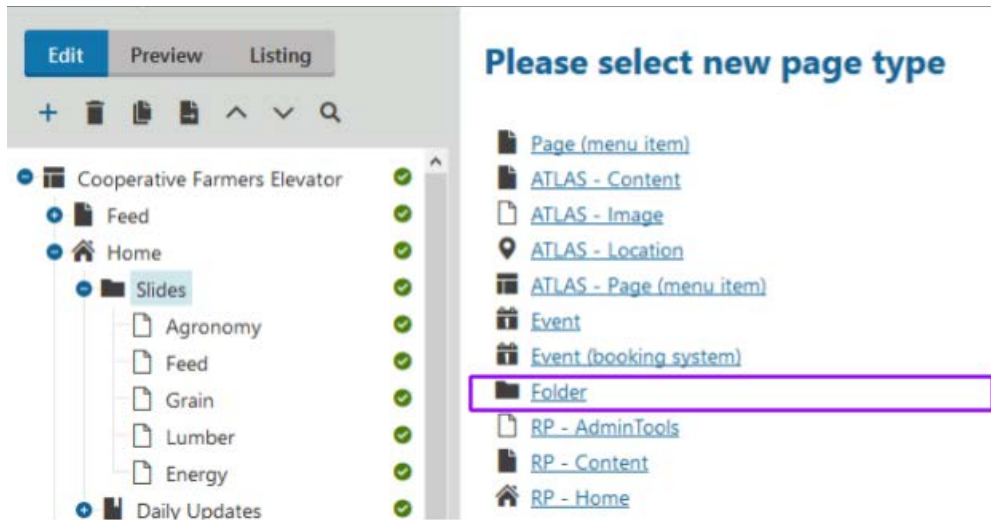 Edit Preview Listing
Cooperative Farmers Elevator
Feed
Home
Slides
Agronomy
Feed
Grain
Lumber
Energy
Daily Updates
Please select new page type
Page (menu item)
ATLAS - Content
ATLAS - Image
ATLAS - Location
ATLAS - Page (menu item)
Event
Event (booking system)
Folder
RP - AdminTools
RP - Content
RP - Home